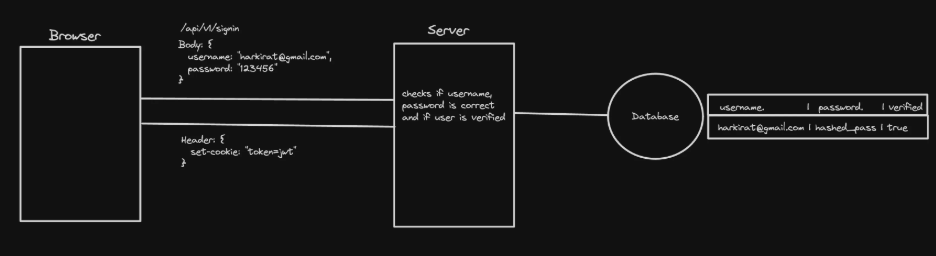 Browser
/api/v1/signin
Body: {
username: "harkirat@gmail.com",
password: "123456"
}
Header: {
set-cookie: "token=jwt"
}
Server
checks if username,
password is correct
and if user is verified
Database
username. | password. | verified
harkirat@gmail.com | hashed_pass | true